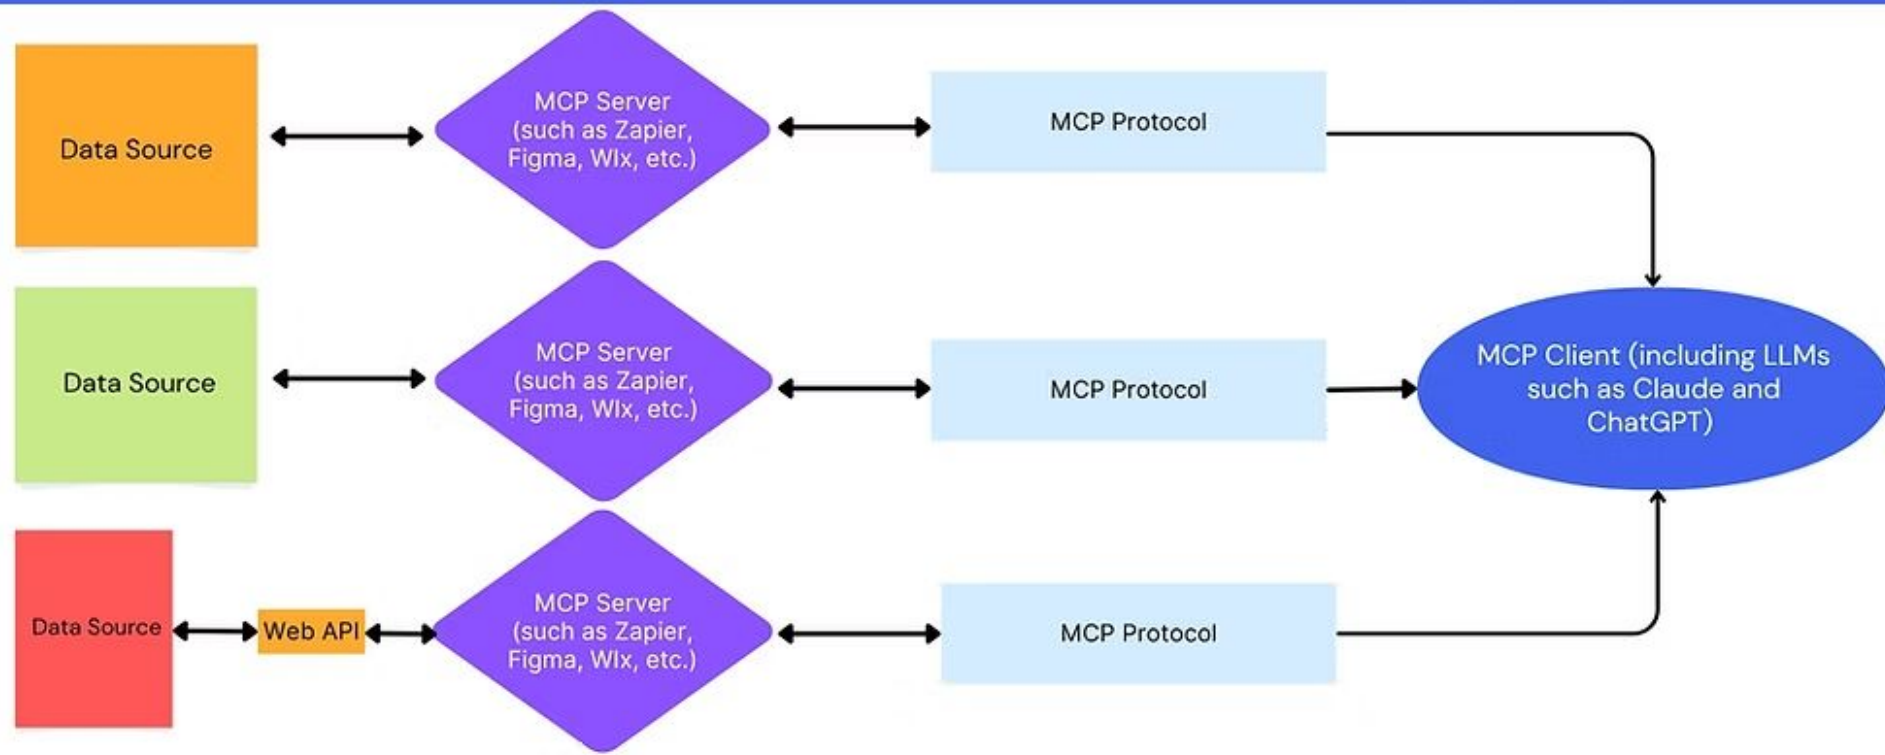 Data Source
MCP Server
(such as Zapier,
Figma, WIx, etc.)
MCP Protocol
Data Source
MCP Server
(such as Zapier,
Figma, WIx, etc.)
MCP Protocol
MCP Client (including LLMs
such as Claude and
ChatGPT)
Data Source
Web API
MCP Server
(such as Zapier,
Figma, WIx, etc.)
MCP Protocol